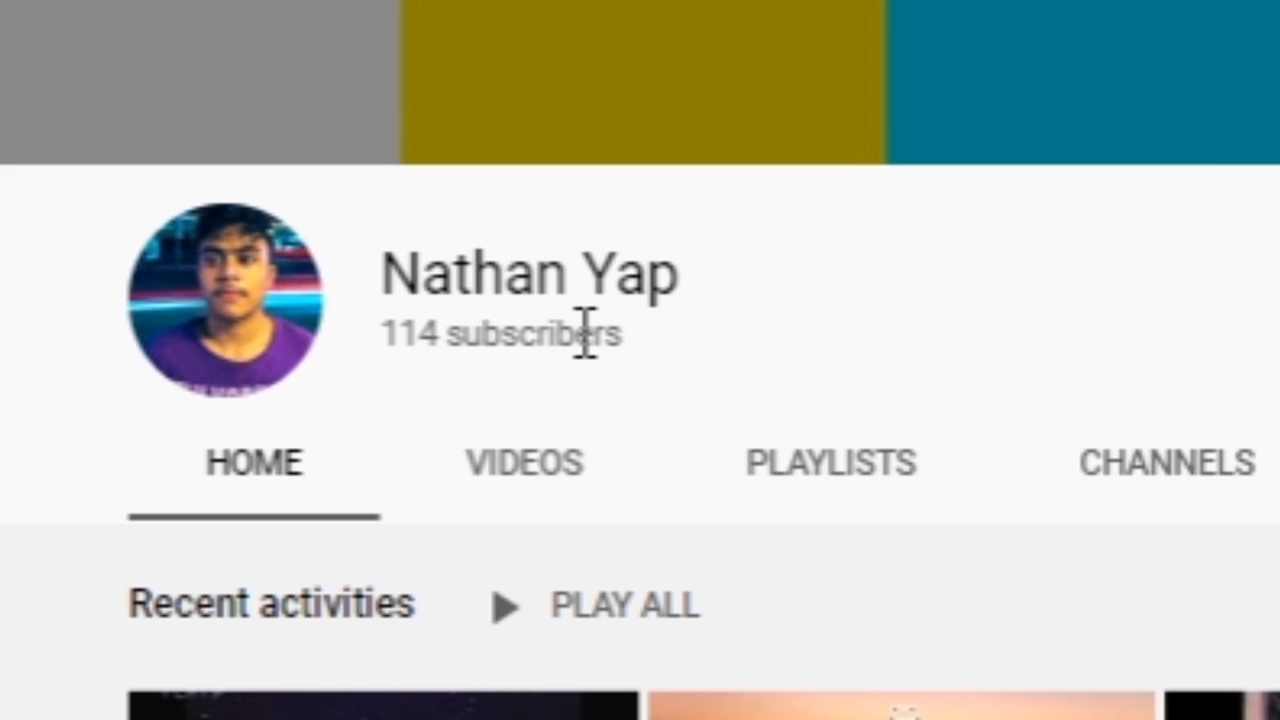 Nathan Yap
114 subscribers
HOME VIDEOS PLAYLISTS CHANNELS
Recent activities PLAY ALL